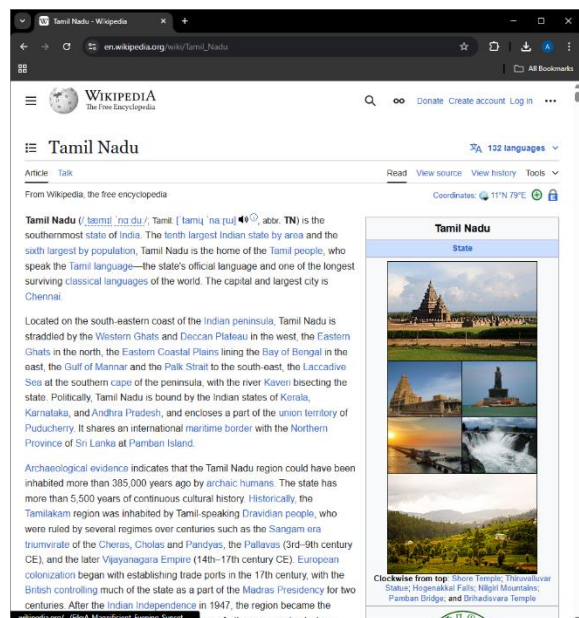 Tamil Nadu - Wikipedia
en.wikipedia.org/wiki/Tamil_Nadu
All Bookmarks
WIKIPEDIA
The Free Encyclopedia
Donate Create account Log in
Tamil Nadu
132 languages
Article Talk
Read View source View history Tools
From Wikipedia, the free encyclopedia
Coordinates: 11°N 79°E
Tamil Nadu (/ˌtæmɪl ˈnɑːduː/; Tamil: [ˈtamiɻ ˈnaːɽɯ] , abbr. TN) is the
southernmost state of India. The tenth largest Indian state by area and the
sixth largest by population, Tamil Nadu is the home of the Tamil people, who
speak the Tamil language—the state's official language and one of the longest
surviving classical languages of the world. The capital and largest city is
Chennai.
Located on the south-eastern coast of the Indian peninsula, Tamil Nadu is
straddled by the Western Ghats and Deccan Plateau in the west, the Eastern
Ghats in the north, the Eastern Coastal Plains lining the Bay of Bengal in the
east, the Gulf of Mannar and the Palk Strait to the south-east, the Laccadive
Sea at the southern cape of the peninsula, with the river Kaveri bisecting the
state. Politically, Tamil Nadu is bound by the Indian states of Kerala,
Karnataka, and Andhra Pradesh, and encloses a part of the union territory of
Puducherry. It shares an international maritime border with the Northern
Province of Sri Lanka at Pamban Island.
Archaeological evidence indicates that the Tamil Nadu region could have been
inhabited more than 385,000 years ago by archaic humans. The state has
more than 5,500 years of continuous cultural history. Historically, the
Tamilakam region was inhabited by Tamil-speaking Dravidian people, who
were ruled by several regimes over centuries such as the Sangam era
triumvirate of the Cheras, Cholas and Pandyas, the Pallavas (3rd–9th century
CE), and the later Vijayanagara Empire (14th–17th century CE). European
colonization began with establishing trade ports in the 17th century, with the
British controlling much of the state as a part of the Madras Presidency for two
centuries. After the Indian Independence in 1947, the region became the
Tamil Nadu
State
Clockwise from top: Shore Temple; Thiruvalluvar
Statue; Hogenakkal Falls; Nilgiri Mountains;
Pamban Bridge; and Brihadisvara Temple